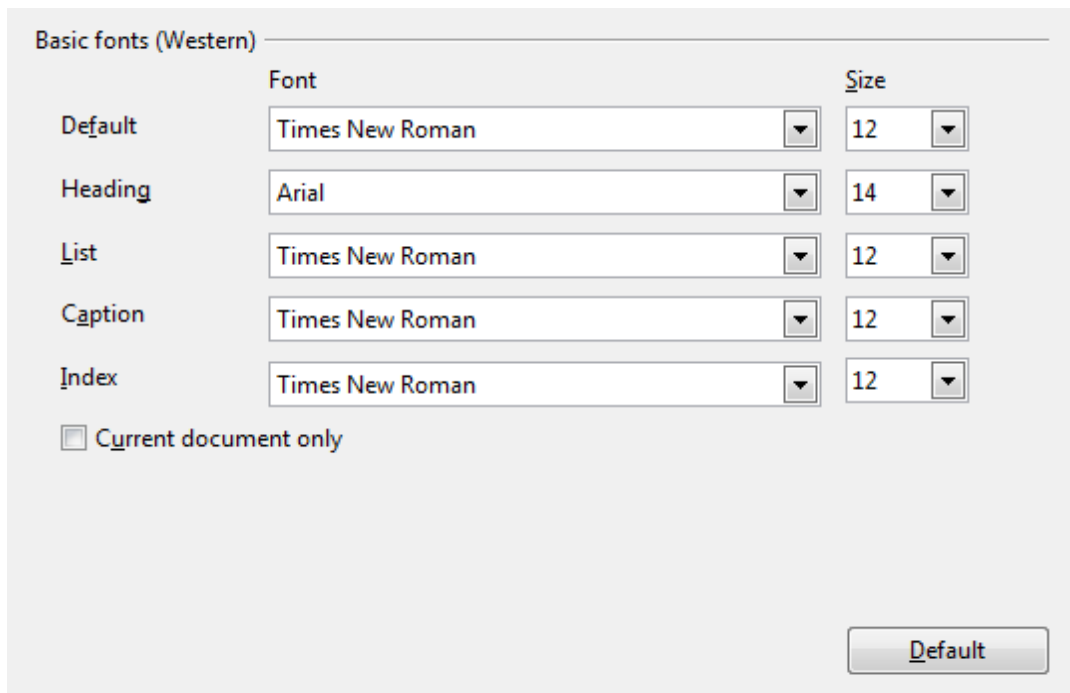 Basic fonts (Western)
Font Size
Default Times New Roman 12
Heading Arial 14
List Times New Roman 12
Caption Times New Roman 12
Index Times New Roman 12
Current document only
Default